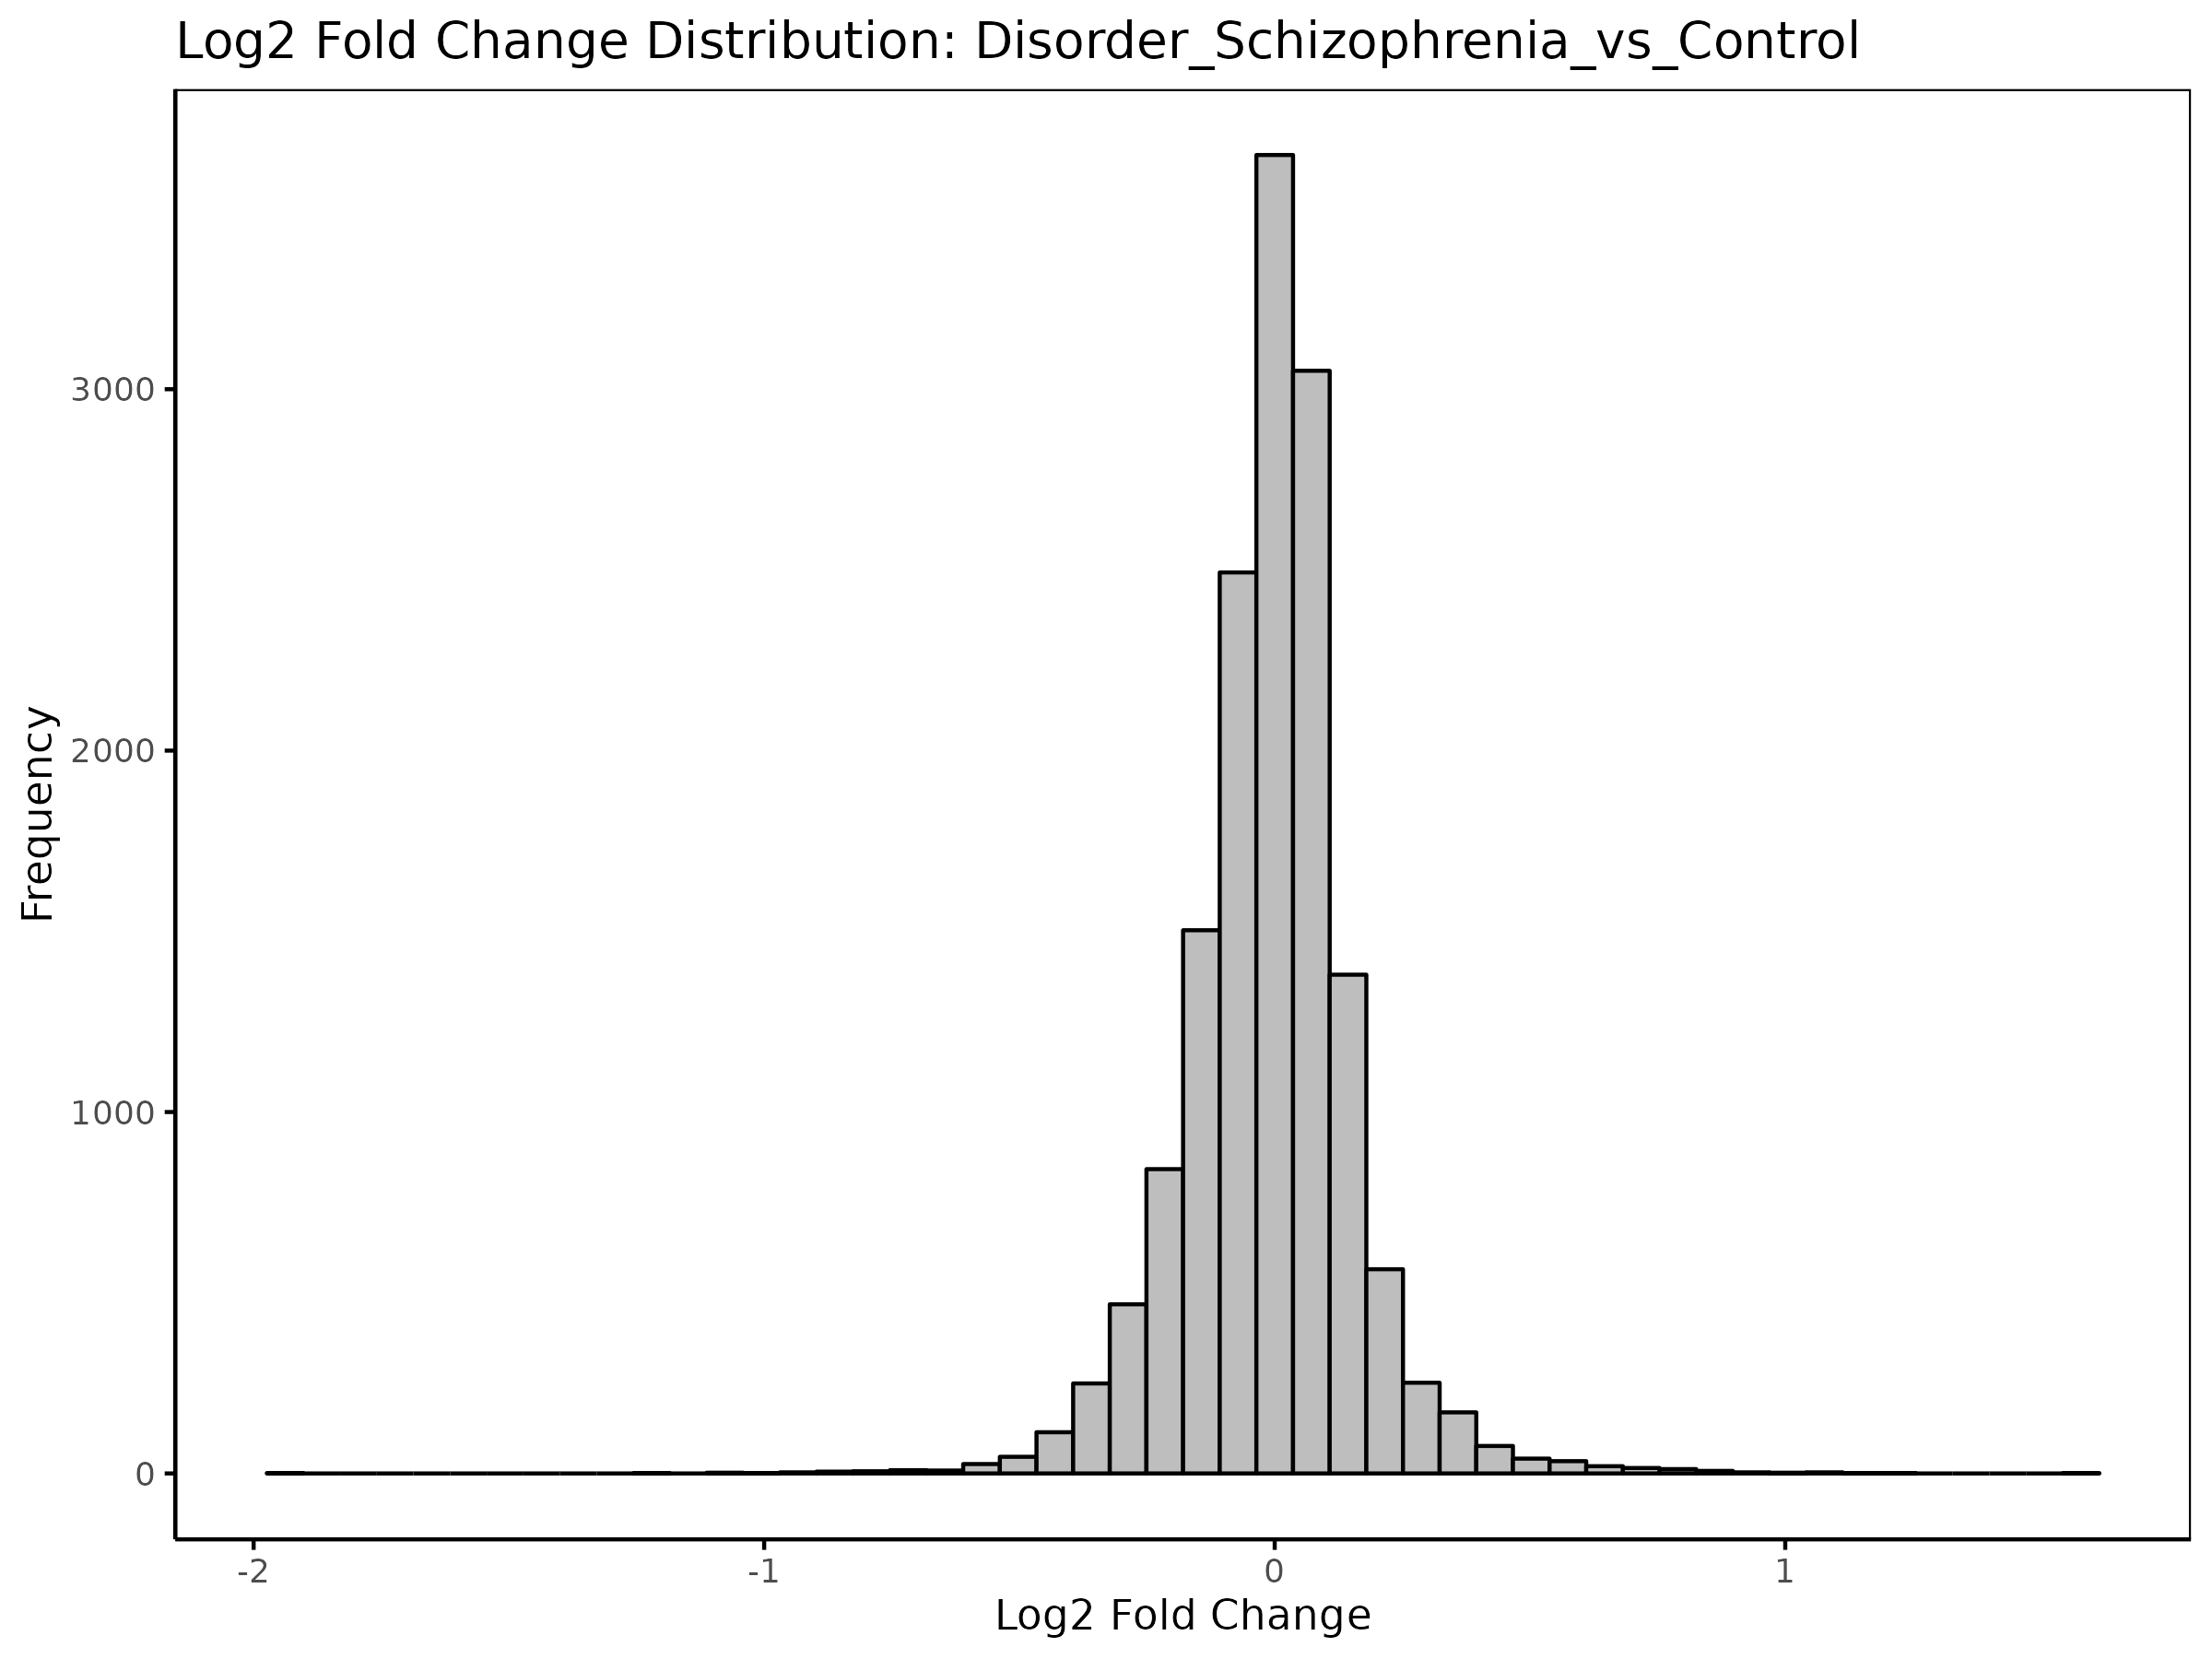 Log2 Fold Change Distribution: Disorder_Schizophrenia_vs_Control
Frequency
3000
2000
1000
0
-2
-1
0
1
Log2 Fold Change